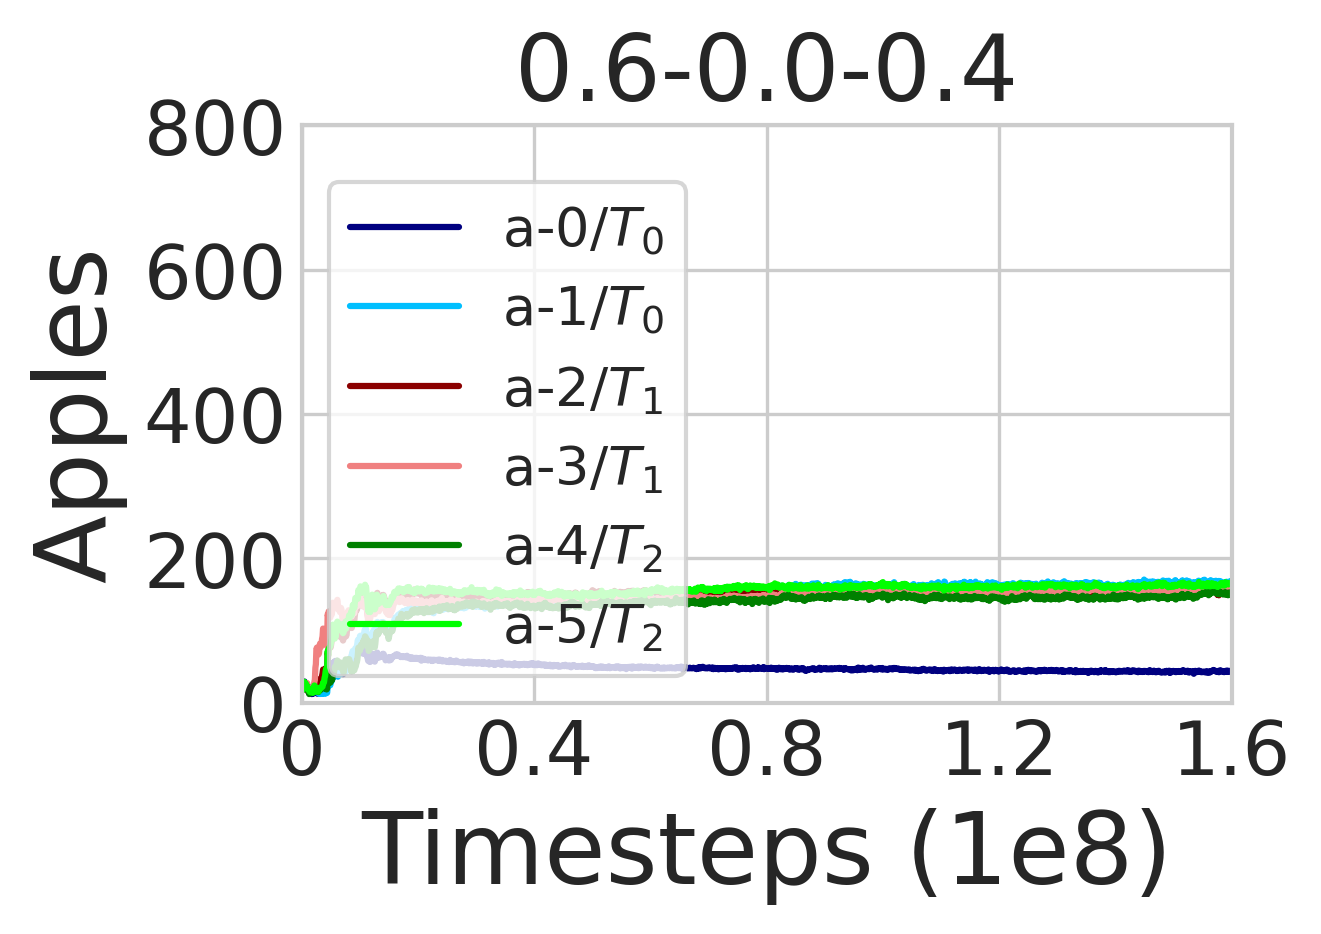 0.6-0.0-0.4
800
600
400
200
0
Apples
a-0/T₀
a-1/T₀
a-2/T₁
a-3/T₁
a-4/T₂
a-5/T₂
0 0.4 0.8 1.2 1.6
Timesteps (1e8)